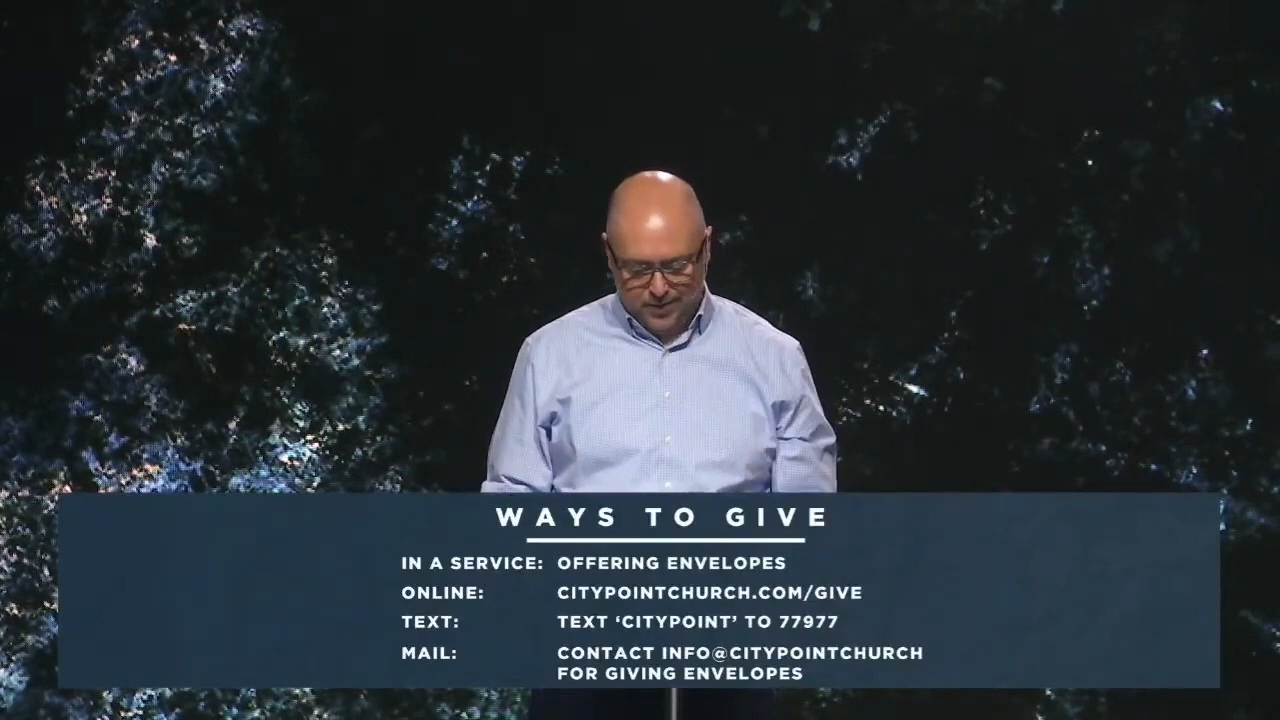 WAYS TO GIVE
IN A SERVICE: OFFERING ENVELOPES
ONLINE: CITYPOINTCHURCH.COM/GIVE
TEXT: TEXT ‘CITYPOINT’ TO 77977
MAIL: CONTACT INFO@CITYPOINTCHURCH
FOR GIVING ENVELOPES